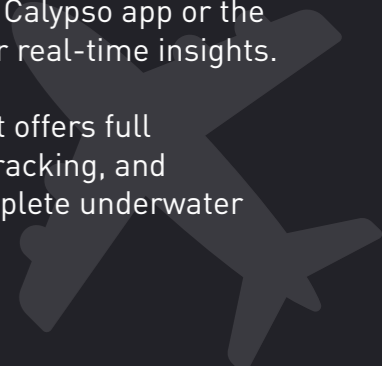 Calypso app or the
real-time insights.
offers full
racking, and
plete underwater